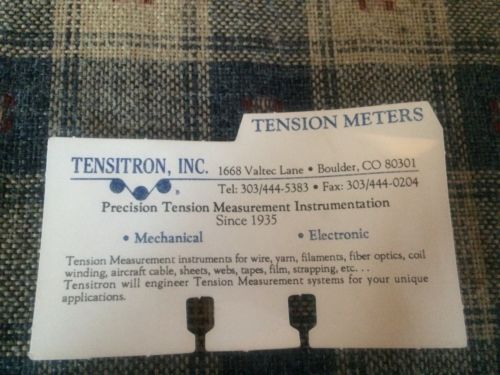 TENSION METERS
TENSITRON, INC. 1668 Valtec Lane • Boulder, CO 80301
® Tel: 303/444-5383 • Fax: 303/444-0204
Precision Tension Measurement Instrumentation
Since 1935
• Mechanical • Electronic
Tension Measurement instruments for wire, yarn, filaments, fiber optics, coil
winding, aircraft cable, sheets, webs, tapes, film, strapping, etc. . .
Tensitron will engineer Tension Measurement systems for your unique
applications.